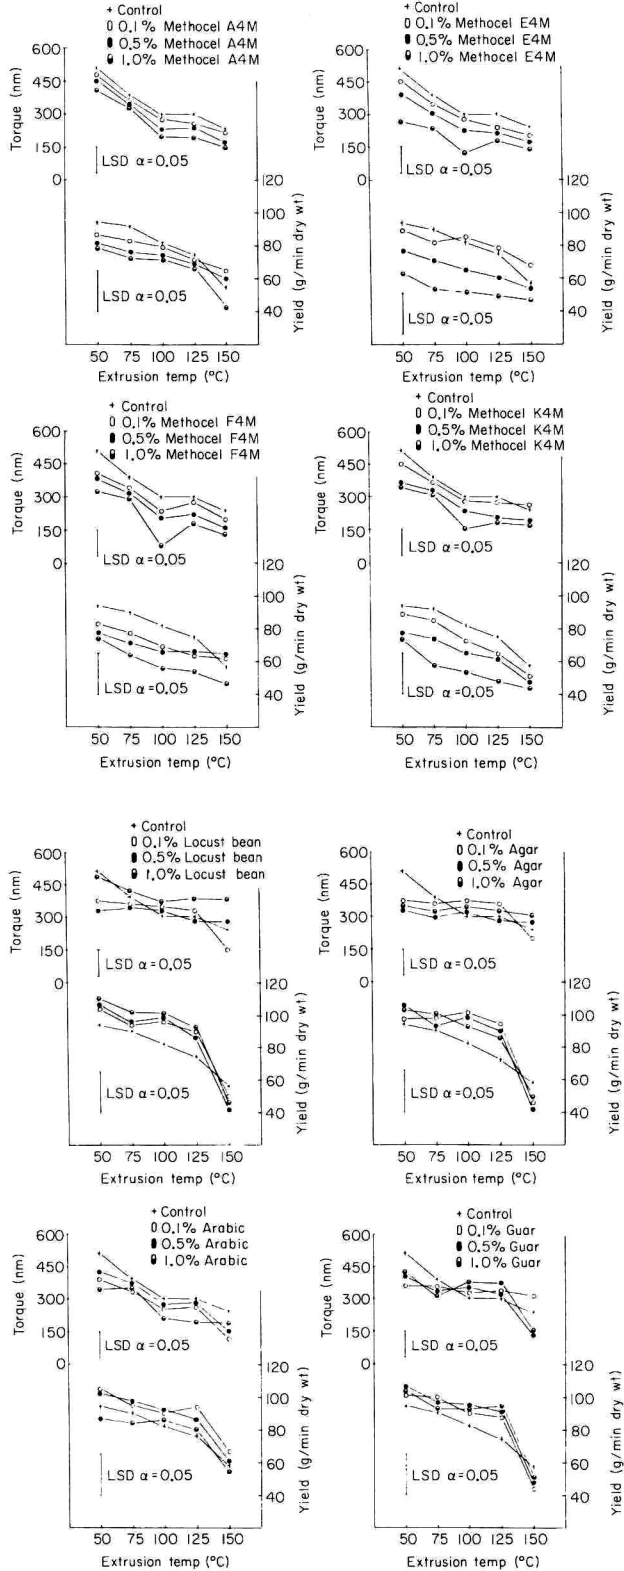 + Control
○ 0.1% Methocel A4M
● 0.5% Methocel A4M
1.0% Methocel A4M
600
450
300
150
0
Torque (nm)
LSD α=0.05
120
100
80
60
40
Yield (g/min dry wt)
LSD α=0.05
50 75 100 125 150
Extrusion temp (°C)
+ Control
○ 0.1% Methocel E4M
● 0.5% Methocel E4M
1.0% Methocel E4M
600
450
300
150
0
Torque (nm)
LSD α=0.05
120
100
80
60
40
Yield (g/min dry wt)
LSD α=0.05
50 75 100 125 150
Extrusion temp (°C)
+ Control
○ 0.1% Methocel F4M
● 0.5% Methocel F4M
1.0% Methocel F4M
600
450
300
150
0
Torque (nm)
LSD α=0.05
120
100
80
60
40
Yield (g/min dry wt)
LSD α=0.05
50 75 100 125 150
Extrusion temp (°C)
+ Control
○ 0.1% Methocel K4M
● 0.5% Methocel K4M
1.0% Methocel K4M
600
450
300
150
0
Torque (nm)
LSD α=0.05
120
100
80
60
40
Yield (g/min dry wt)
LSD α=0.05
50 75 100 125 150
Extrusion temp (°C)
+ Control
○ 0.1% Locust bean
● 0.5% Locust bean
1.0% Locust bean
600
450
300
150
0
Torque (nm)
LSD α=0.05
120
100
80
60
40
Yield (g/min dry wt)
LSD α=0.05
50 75 100 125 150
Extrusion temp (°C)
+ Control
○ 0.1% Agar
● 0.5% Agar
1.0% Agar
600
450
300
150
0
Torque (nm)
LSD α=0.05
120
100
80
60
40
Yield (g/min dry wt)
LSD α=0.05
50 75 100 125 150
Extrusion temp (°C)
+ Control
○ 0.1% Arabic
● 0.5% Arabic
1.0% Arabic
600
450
300
150
0
Torque (nm)
LSD α=0.05
120
100
80
60
40
Yield (g/min dry wt)
LSD α=0.05
50 75 100 125 150
Extrusion temp (°C)
+ Control
○ 0.1% Guar
● 0.5% Guar
1.0% Guar
600
450
300
150
0
Torque (nm)
LSD α=0.05
120
100
80
60
40
Yield (g/min dry wt)
LSD α=0.05
50 75 100 125 150
Extrusion temp (°C)